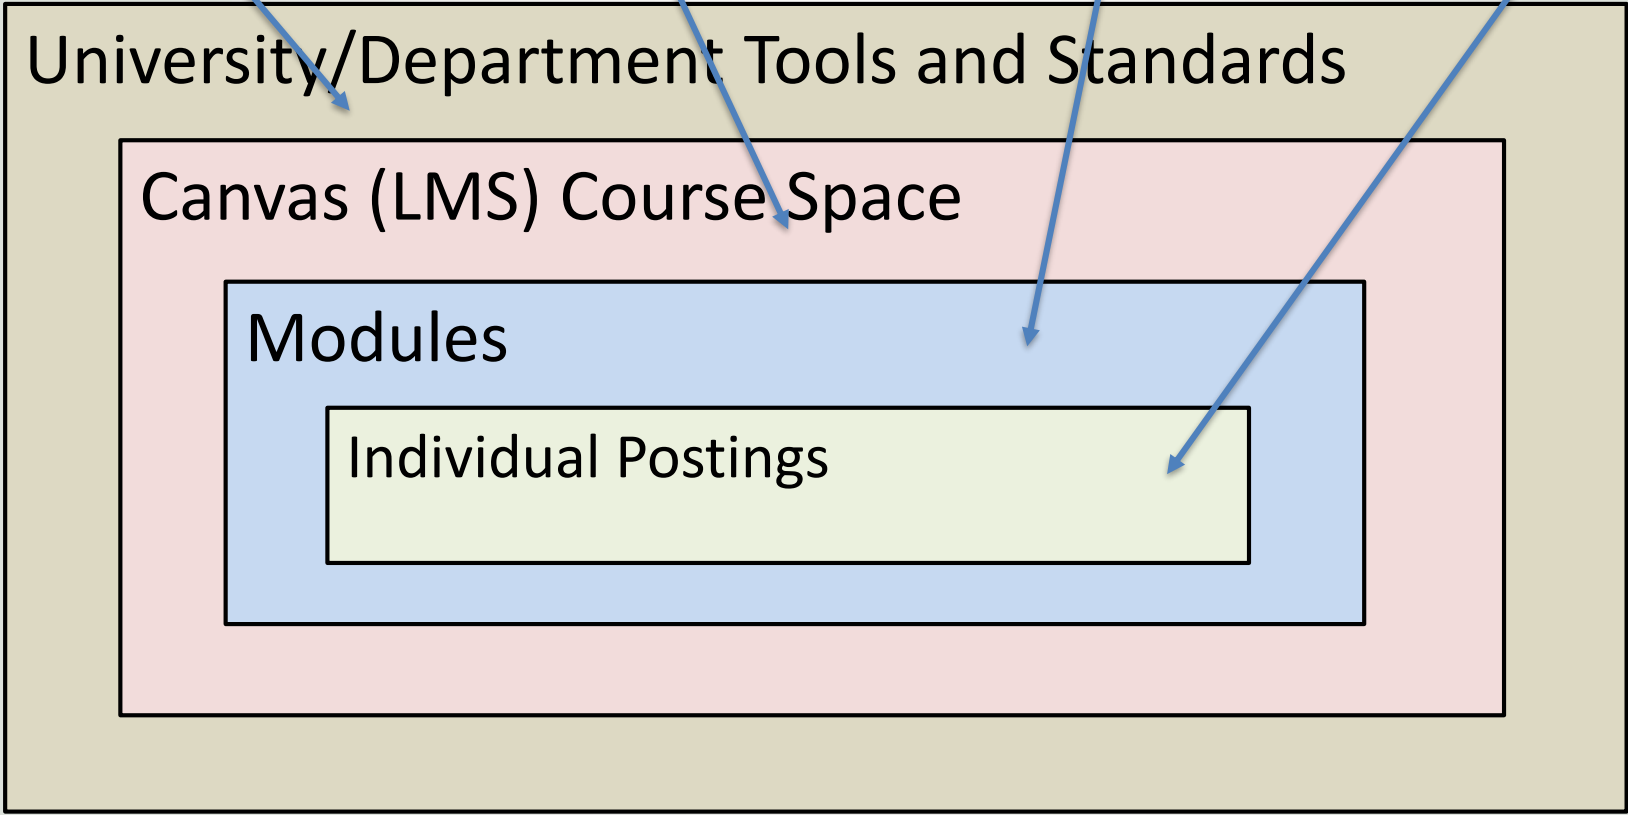 University/Department Tools and Standards
Canvas (LMS) Course Space
Modules
Individual Postings